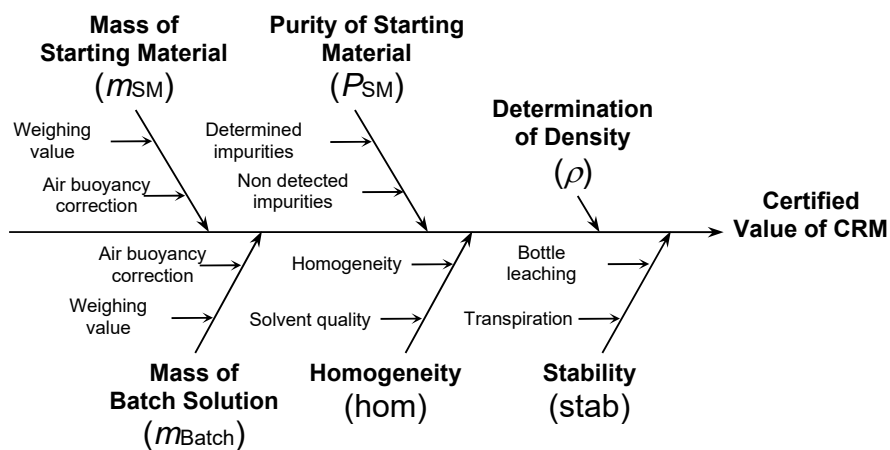 Mass of
Starting Material
(mSM)
Purity of Starting
Material
(PSM)
Determination
of Density
(ρ)
Weighing
value
Air buoyancy
correction
Determined
impurities
Non detected
impurities
Certified
Value of CRM
Air buoyancy
correction
Weighing
value
Homogeneity
Solvent quality
Bottle
leaching
Transpiration
Mass of
Batch Solution
(mBatch)
Homogeneity
(hom)
Stability
(stab)